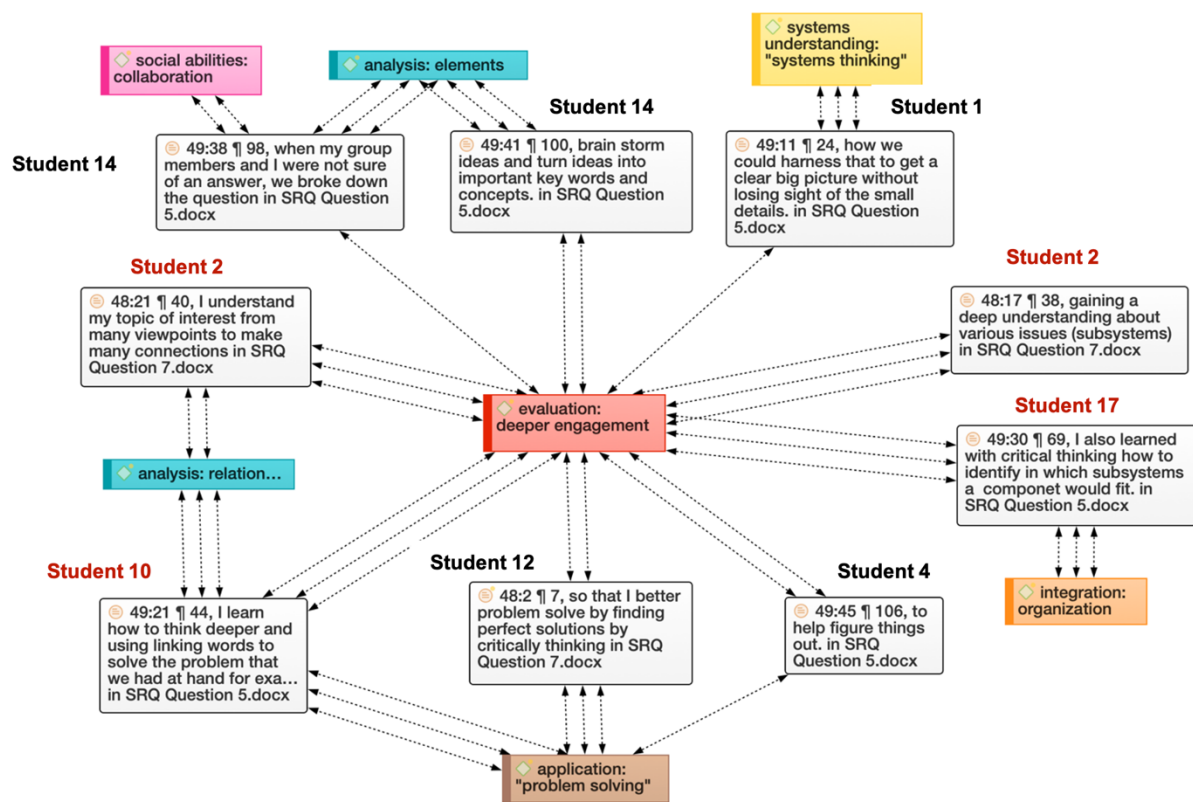 social abilities:
collaboration
analysis: elements
systems
understanding:
"systems thinking"
Student 14
Student 1
Student 14
49:38 ¶ 98, when my group
members and I were not sure
of an answer, we broke down
the question in SRQ Question
5.docx
49:41 ¶ 100, brain storm
ideas and turn ideas into
important key words and
concepts. in SRQ Question
5.docx
49:11 ¶ 24, how we
could harness that to get a
clear big picture without
losing sight of the small
details. in SRQ Question
5.docx
Student 2
Student 2
48:21 ¶ 40, I understand
my topic of interest from
many viewpoints to make
many connections in SRQ
Question 7.docx
48:17 ¶ 38, gaining a
deep understanding about
various issues (subsystems)
in SRQ Question 7.docx
evaluation:
deeper engagement
Student 17
49:30 ¶ 69, I also learned
with critical thinking how to
identify in which subsystems
a componet would fit. in
SRQ Question 5.docx
analysis: relation...
Student 10
Student 12
Student 4
integration:
organization
49:21 ¶ 44, I learn
how to think deeper and
using linking words to
solve the problem that
we had at hand for exa...
in SRQ Question 5.docx
48:2 ¶ 7, so that I better
problem solve by finding
perfect solutions by
critically thinking in SRQ
Question 7.docx
49:45 ¶ 106, to
help figure things
out. in SRQ
Question 5.docx
application:
"problem solving"